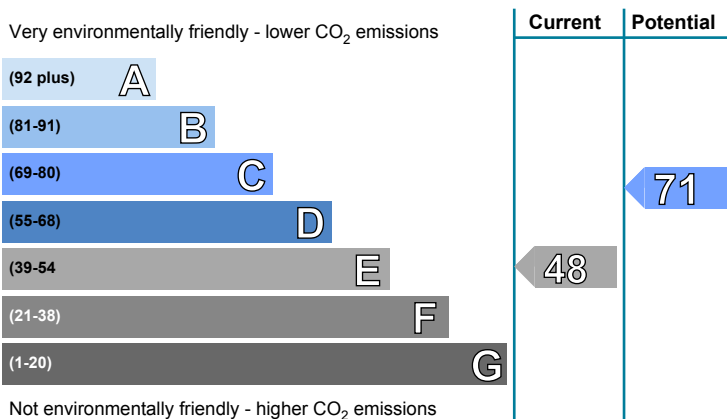 Current Potential
Very environmentally friendly - lower CO2 emissions
(92 plus) A
(81-91) B
(69-80) C
71
(55-68) D
(39-54 E
48
(21-38) F
(1-20) G
Not environmentally friendly - higher CO2 emissions